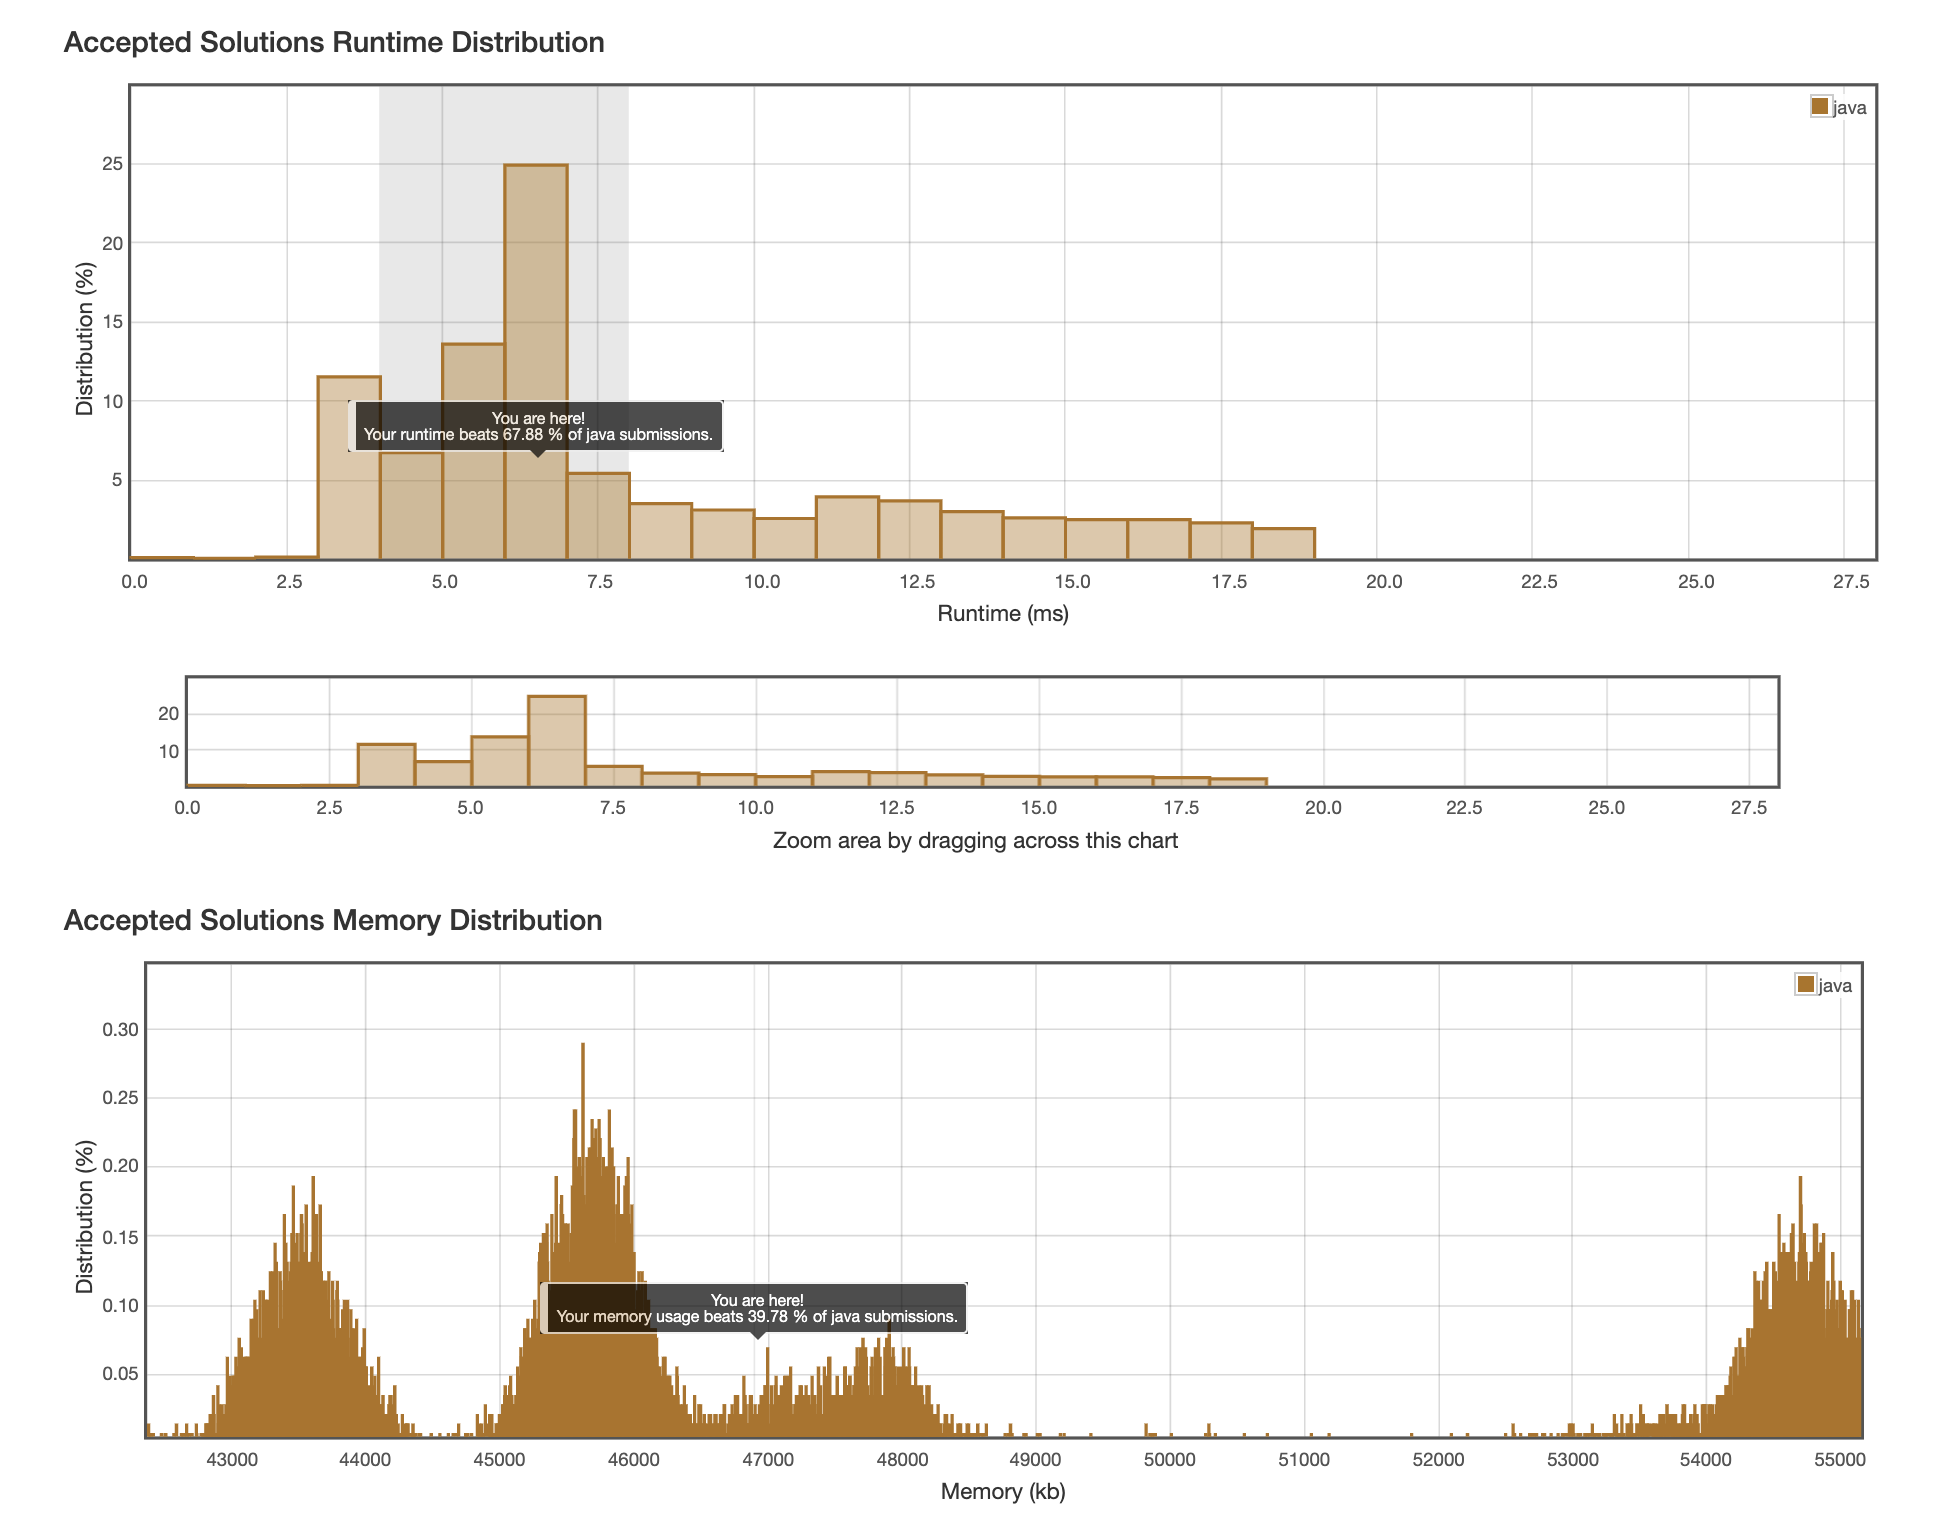 Accepted Solutions Runtime Distribution
java
25
20
15
10
5
Distribution (%)
You are here!
Your runtime beats 67.88 % of java submissions.
0.0 2.5 5.0 7.5 10.0 12.5 15.0 17.5 20.0 22.5 25.0 27.5
Runtime (ms)
20
10
0.0 2.5 5.0 7.5 10.0 12.5 15.0 17.5 20.0 22.5 25.0 27.5
Zoom area by dragging across this chart
Accepted Solutions Memory Distribution
java
0.30
0.25
0.20
0.15
0.10
0.05
Distribution (%)
You are here!
Your memory usage beats 39.78 % of java submissions.
43000 44000 45000 46000 47000 48000 49000 50000 51000 52000 53000 54000 55000
Memory (kb)